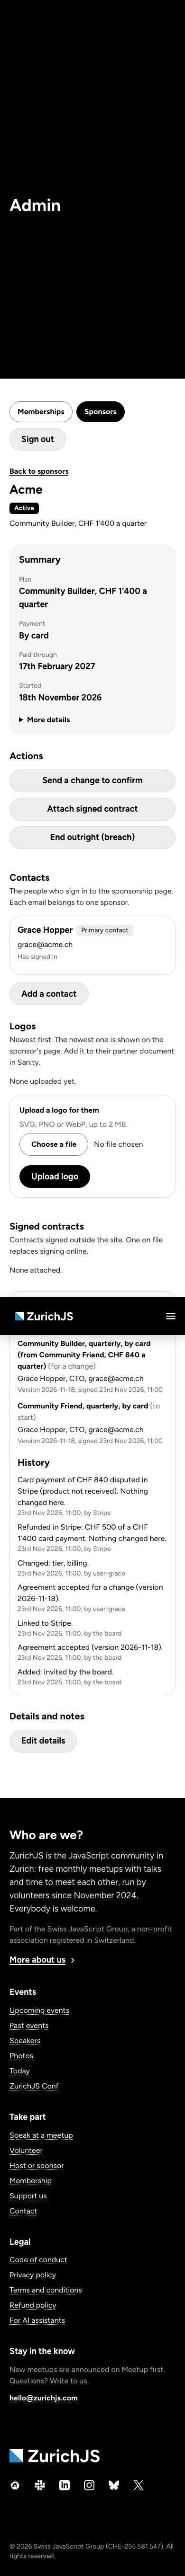 Admin
Memberships
Sponsors
Sign out
Back to sponsors
Acme
Active
Community Builder, CHF 1’400 a quarter
Summary
Plan
Community Builder, CHF 1’400 a
quarter
Payment
By card
Paid through
17th February 2027
Started
18th November 2026
More details
Actions
Send a change to confirm
Attach signed contract
End outright (breach)
Contacts
The people who sign in to the sponsorship page.
Each email belongs to one sponsor.
Grace Hopper Primary contact
grace@acme.ch
Has signed in
Add a contact
Logos
Newest first. The newest one is shown on the
sponsor's page. Add it to their partner document
in Sanity.
None uploaded yet.
Upload a logo for them
SVG, PNG or WebP, up to 2 MB.
Choose a file No file chosen
Upload logo
Signed contracts
Contracts signed outside the site. One on file
replaces signing online.
None attached.
ZurichJS
Community Builder, quarterly, by card
(from Community Friend, CHF 840 a
quarter) (for a change)
Grace Hopper, CTO, grace@acme.ch
Version 2026-11-18, signed 23rd Nov 2026, 11:00
Community Friend, quarterly, by card (to
start)
Grace Hopper, CTO, grace@acme.ch
Version 2026-11-18, signed 23rd Nov 2026, 11:00
History
Card payment of CHF 840 disputed in
Stripe (product not received). Nothing
changed here.
23rd Nov 2026, 11:00, by Stripe
Refunded in Stripe: CHF 500 of a CHF
1’400 card payment. Nothing changed here.
23rd Nov 2026, 11:00, by Stripe
Changed: tier, billing.
23rd Nov 2026, 11:00, by user-grace
Agreement accepted for a change (version
2026-11-18).
23rd Nov 2026, 11:00, by user-grace
Linked to Stripe.
23rd Nov 2026, 11:00, by the board
Agreement accepted (version 2026-11-18).
23rd Nov 2026, 11:00, by the board
Added: invited by the board.
23rd Nov 2026, 11:00, by the board
Details and notes
Edit details
Who are we?
ZurichJS is the JavaScript community in
Zurich: free monthly meetups with talks
and time to meet each other, run by
volunteers since November 2024.
Everybody is welcome.
Part of the Swiss JavaScript Group, a non-profit
association registered in Switzerland.
More about us
Events
Upcoming events
Past events
Speakers
Photos
Today
ZurichJS Conf
Take part
Speak at a meetup
Volunteer
Host or sponsor
Membership
Support us
Contact
Legal
Code of conduct
Privacy policy
Terms and conditions
Refund policy
For AI assistants
Stay in the know
New meetups are announced on Meetup first.
Questions? Write to us.
hello@zurichjs.com
ZurichJS
© 2026 Swiss JavaScript Group (CHE-255.581.547). All
rights reserved.